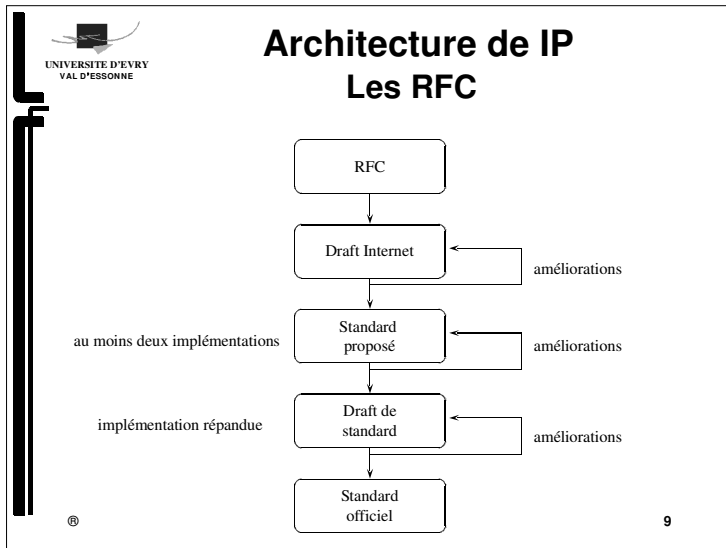 UNIVERSITE D'EVRY
VAL D'ESSONNE
Architecture de IP
Les RFC
RFC
Draft Internet
améliorations
au moins deux implémentations
Standard
proposé
améliorations
implémentation répandue
Draft de
standard
améliorations
Standard
officiel
®
9